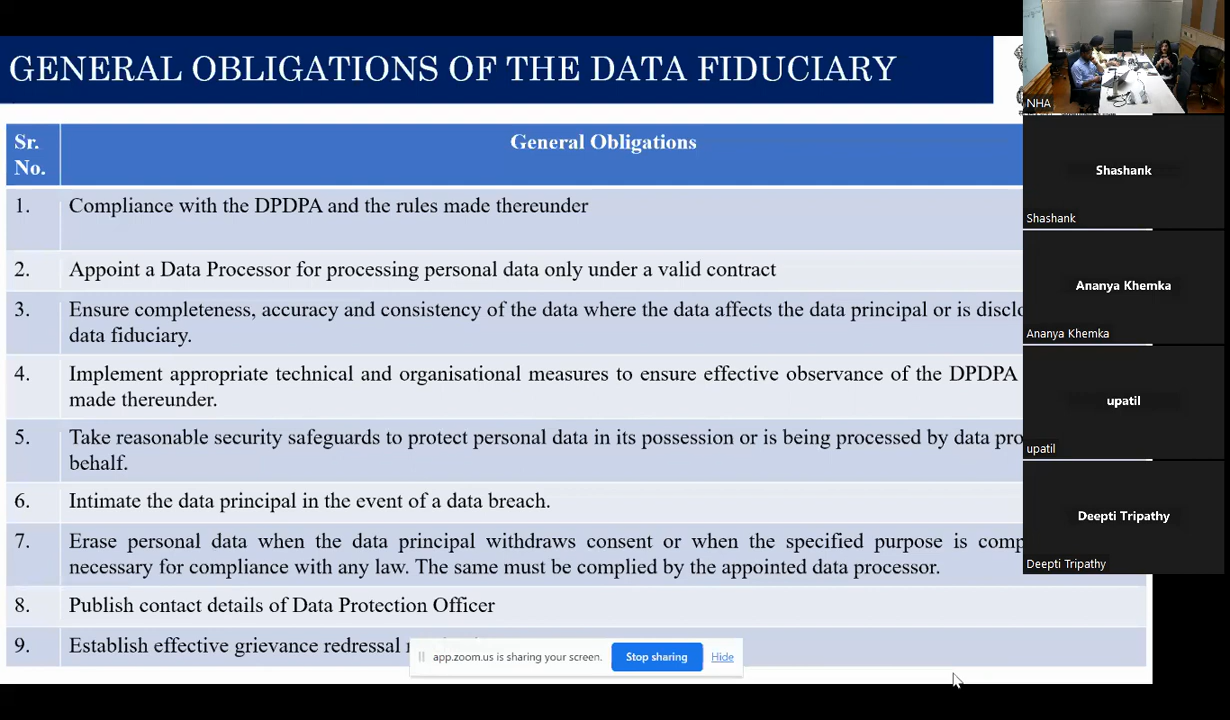 GENERAL OBLIGATIONS OF THE DATA FIDUCIARY
Sr. No.
General Obligations
1. Compliance with the DPDPA and the rules made thereunder
2. Appoint a Data Processor for processing personal data only under a valid contract
3. Ensure completeness, accuracy and consistency of the data where the data affects the data principal or is
data fiduciary.
4. Implement appropriate technical and organisational measures to ensure effective observance of the DPDPA
made thereunder.
5. Take reasonable security safeguards to protect personal data in its possession or is being processed by data
behalf.
6. Intimate the data principal in the event of a data breach.
7. Erase personal data when the data principal withdraws consent or when the specified purpose is
necessary for compliance with any law. The same must be complied by the appointed data processor.
8. Publish contact details of Data Protection Officer
9. Establish effective grievance redressal
app.zoom.us is sharing your screen.
Stop sharing
Hide
NHA
Shashank
Shashank
Ananya Khemka
Ananya Khemka
upatil
upatil
Deepti Tripathy
Deepti Tripathy